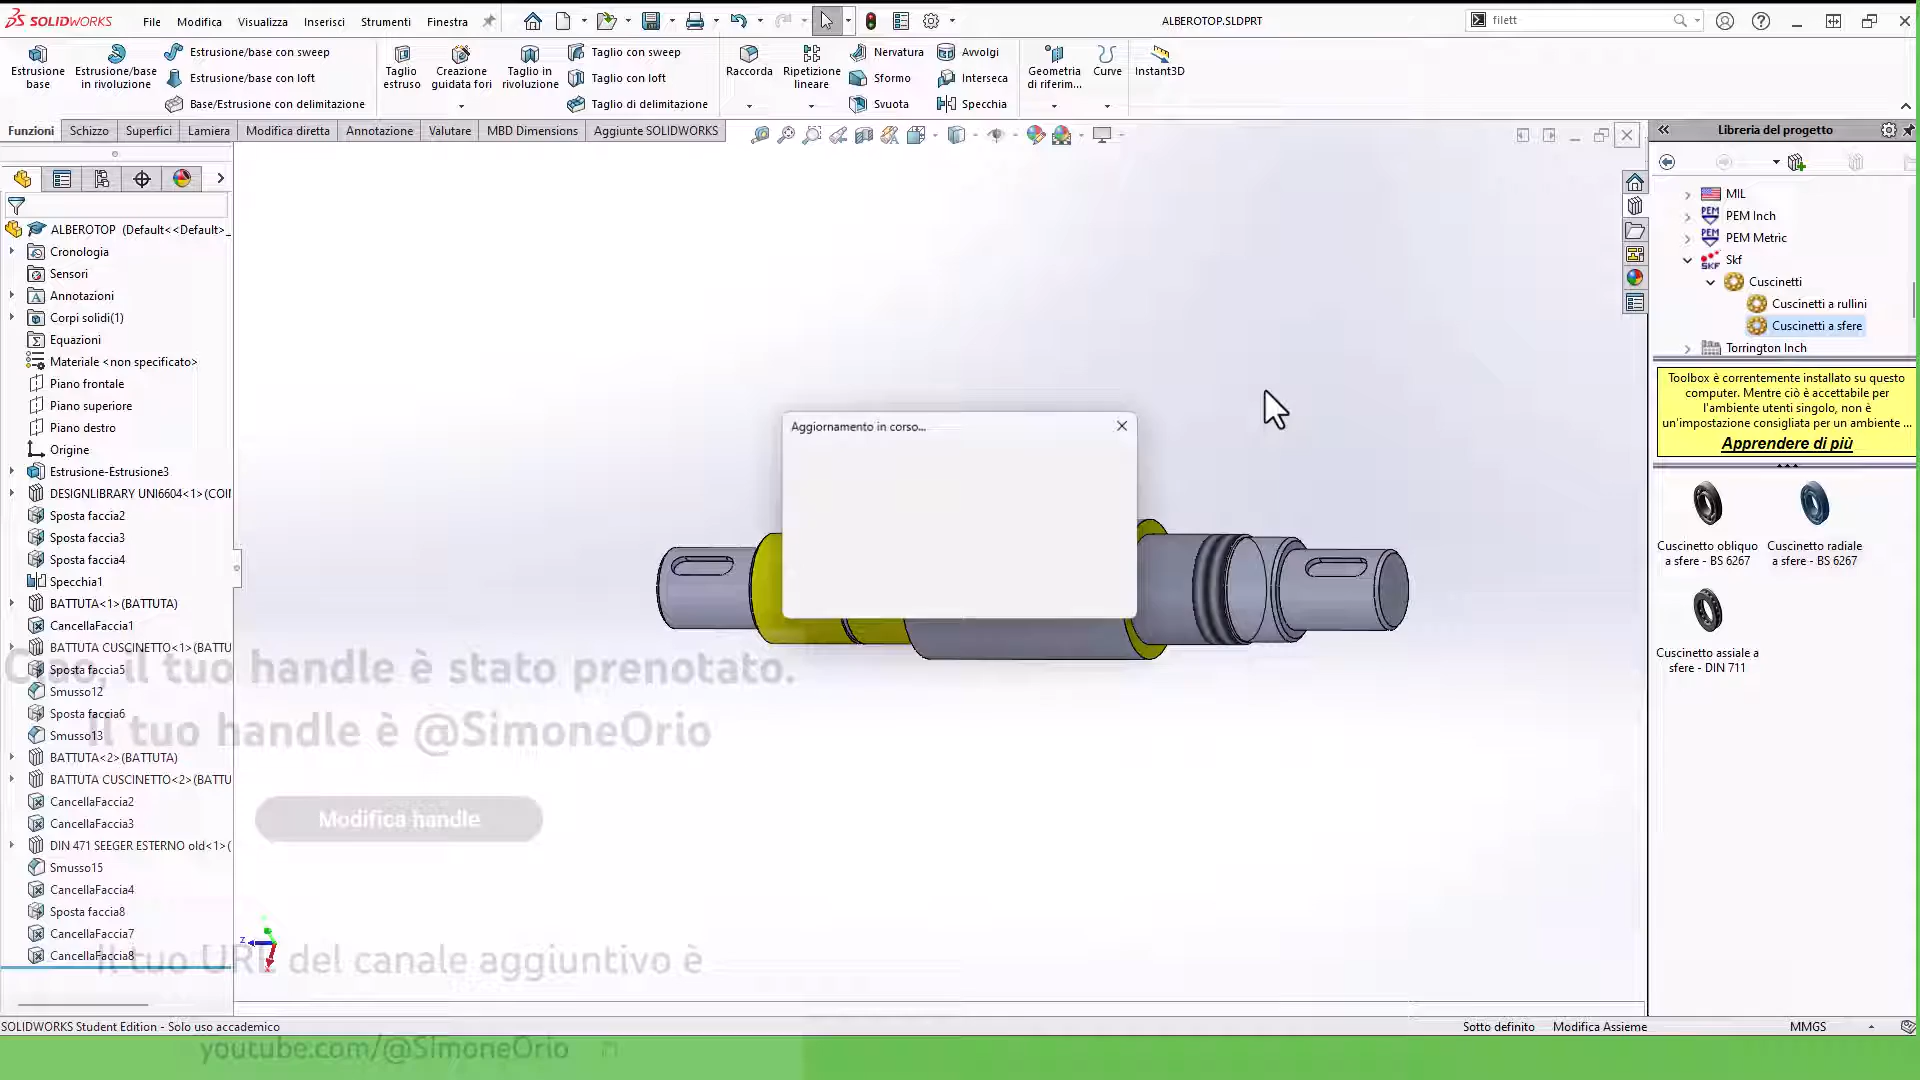 SOLIDWORKS File Modifica Visualizza Inserisci Strumenti Finestra ALBEROTOP.SLDPRT filett
Estrusione base
Estrusione/base in rivoluzione
Estrusione/base con sweep
Estrusione/base con loft
Base/Estrusione con delimitazione
Taglio estruso
Creazione guidata fori
Taglio in rivoluzione
Taglio con sweep
Taglio con loft
Taglio di delimitazione
Raccorda
Ripetizione lineare
Nervatura
Sformo
Svuota
Avvolgi
Interseca
Specchia
Geometria di riferim...
Curve
Instant3D
Funzioni Schizzo Superfici Lamiera Modifica diretta Annotazione Valutare MBD Dimensions Aggiunte SOLIDWORKS
ALBEROTOP (Default<<Default>_
Cronologia
Sensori
Annotazioni
Corpi solidi(1)
Equazioni
Materiale <non specificato>
Piano frontale
Piano superiore
Piano destro
Origine
Estrusione-Estrusione3
DESIGNLIBRARY UNI6604<1>(COI
Sposta faccia2
Sposta faccia3
Sposta faccia4
Specchia1
BATTUTA<1>(BATTUTA)
CancellaFaccia1
BATTUTA CUSCINETTO<1>(BATTU
Sposta faccia5
Smusso12
Sposta faccia6
Smusso13
BATTUTA<2>(BATTUTA)
BATTUTA CUSCINETTO<2>(BATTU
CancellaFaccia2
CancellaFaccia3
DIN 471 SEEGER ESTERNO old<1>(
Smusso15
CancellaFaccia4
Sposta faccia8
CancellaFaccia7
CancellaFaccia8
Aggiornamento in corso...
Ciao, il tuo handle è stato prenotato.
Il tuo handle è @SimoneOrio
Modifica handle
Il tuo URL del canale aggiuntivo è
youtube.com/@SimoneOrio
z
Libreria del progetto
MIL
PEM Inch
PEM Metric
Skf
Cuscinetti
Cuscinetti a rullini
Cuscinetti a sfere
Torrington Inch
Toolbox è correntemente installato su questo
computer. Mentre ciò è accettabile per
l'ambiente utenti singolo, non è
un'impostazione consigliata per un ambiente ...
Apprendere di più
Cuscinetto obliquo a sfere - BS 6267
Cuscinetto radiale a sfere - BS 6267
Cuscinetto assiale a sfere - DIN 711
SOLIDWORKS Student Edition - Solo uso accademico Sotto definito Modifica Assieme MMGS